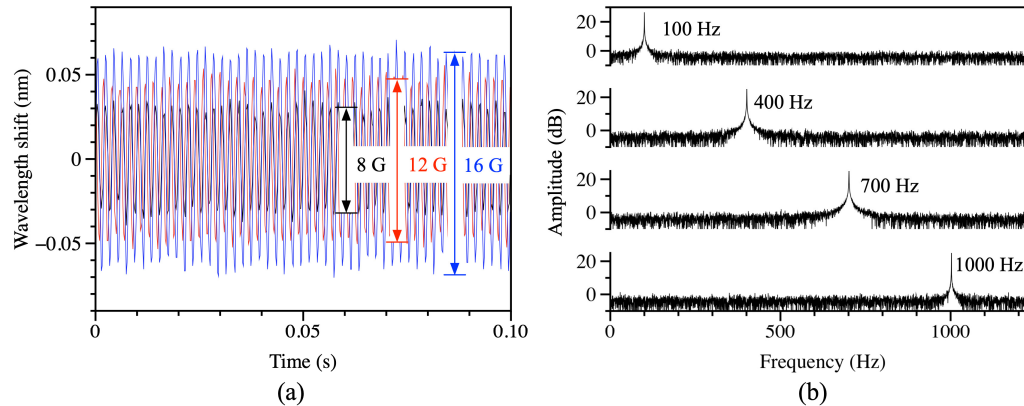 Wavelength shift (nm)
0.05
0
−0.05
8 G
12 G
16 G
0
0.05
0.10
Time (s)
(a)
Amplitude (dB)
20
0
100 Hz
20
0
400 Hz
20
0
700 Hz
20
0
1000 Hz
0
500
1000
Frequency (Hz)
(b)